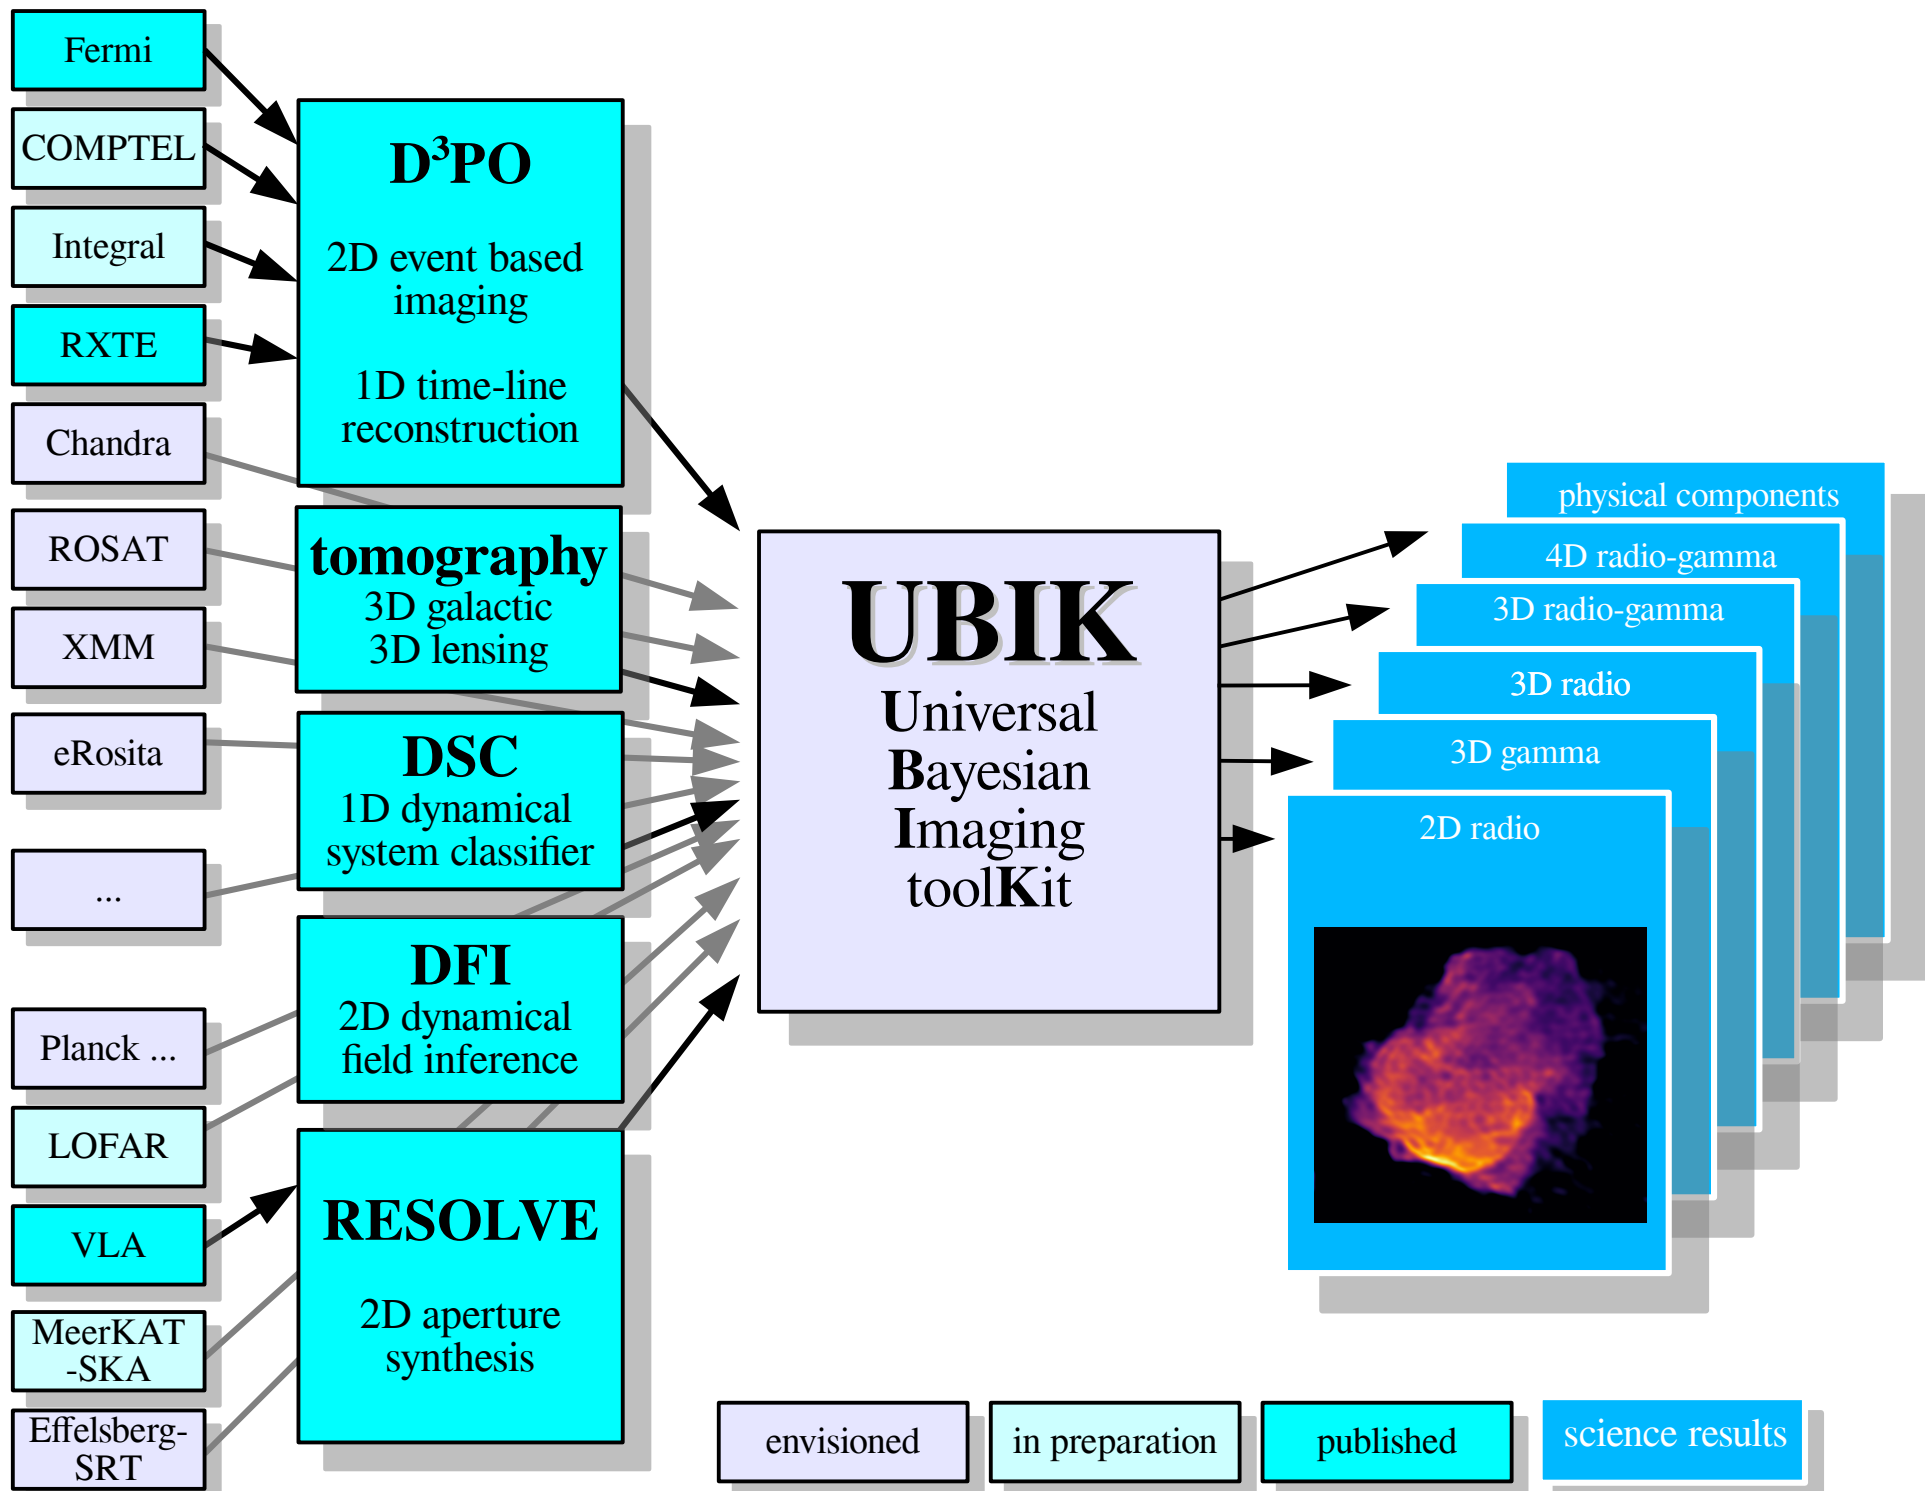 Fermi
COMPTEL
Integral
RXTE
Chandra
ROSAT
XMM
eRosita
...
Planck ...
LOFAR
VLA
MeerKAT
-SKA
Effelsberg-
SRT
D³PO
2D event based
imaging
1D time-line
reconstruction
tomography
3D galactic
3D lensing
DSC
1D dynamical
system classifier
DFI
2D dynamical
field inference
RESOLVE
2D aperture
synthesis
UBIK
Universal
Bayesian
Imaging
toolKit
physical components
4D radio-gamma
3D radio-gamma
3D radio
3D gamma
2D radio
envisioned
in preparation
published
science results